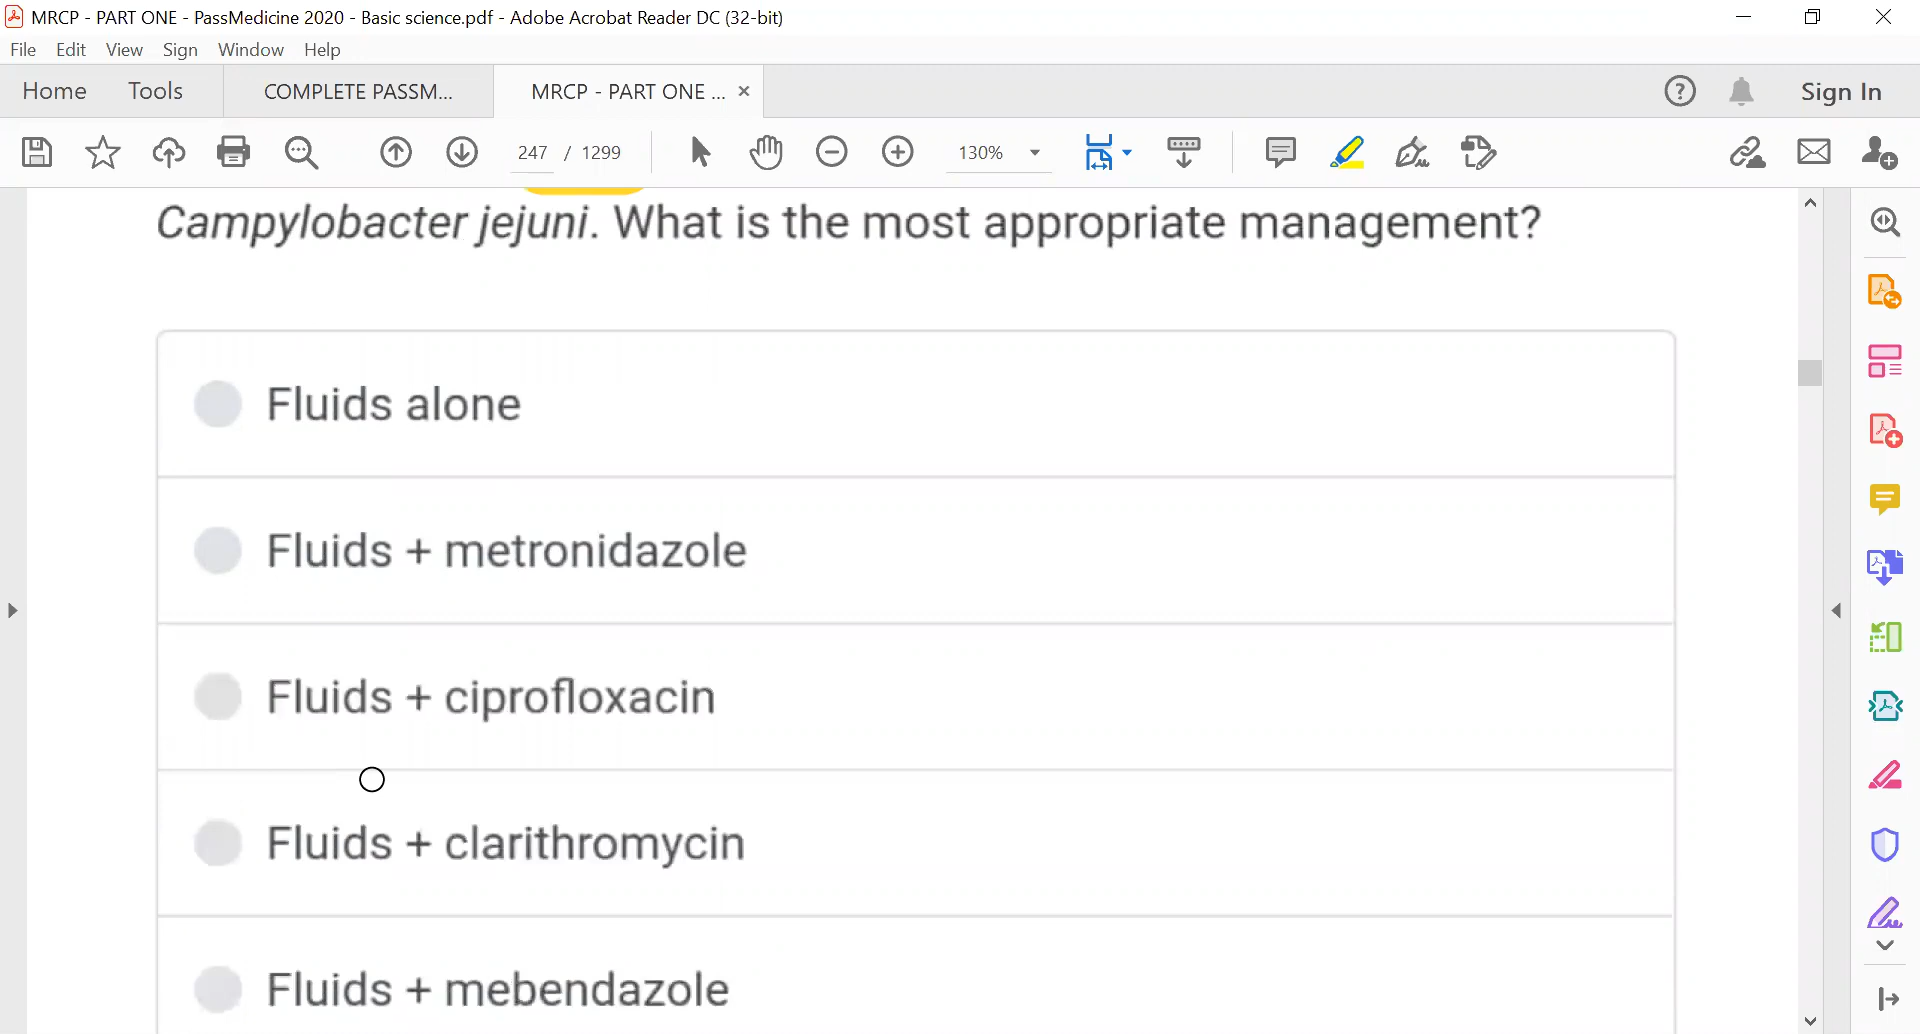 MRCP - PART ONE - PassMedicine 2020 - Basic science.pdf - Adobe Acrobat Reader DC (32-bit)
File Edit View Sign Window Help
Home Tools COMPLETE PASSM... MRCP - PART ONE ... × Sign In
247 / 1299 130%
Campylobacter jejuni. What is the most appropriate management?
Fluids alone
Fluids + metronidazole
Fluids + ciprofloxacin
Fluids + clarithromycin
Fluids + mebendazole